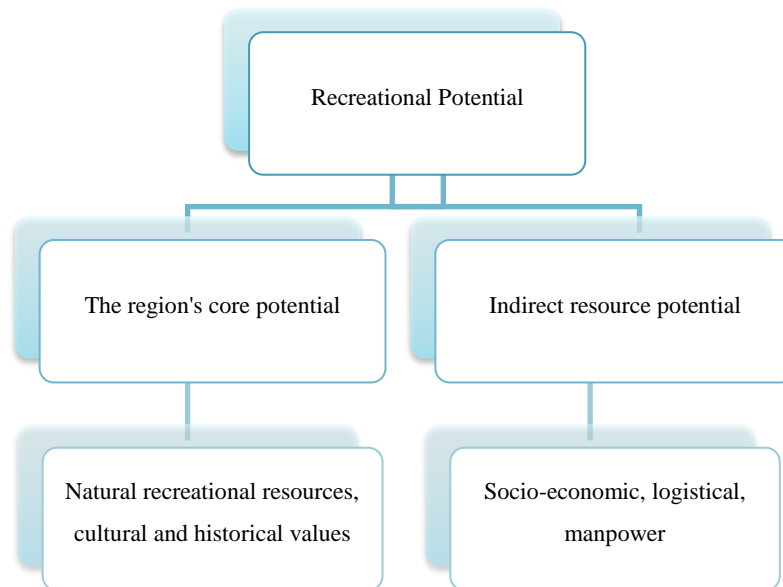 Recreational Potential
The region's core potential
Indirect resource potential
Natural recreational resources,
cultural and historical values
Socio-economic, logistical,
manpower